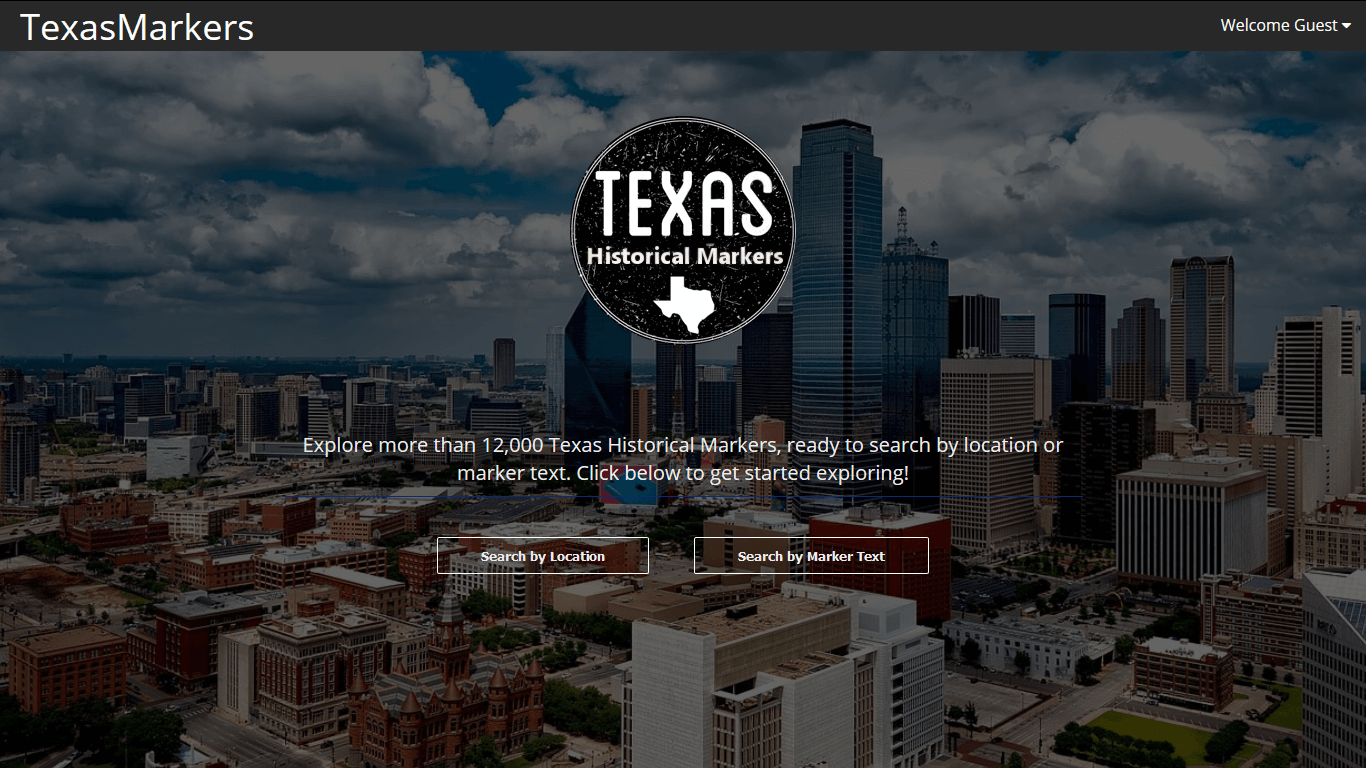 TexasMarkers
Welcome Guest
TEXAS
Historical Markers
Explore more than 12,000 Texas Historical Markers, ready to search by location or
marker text. Click below to get started exploring!
Search by Location
Search by Marker Text